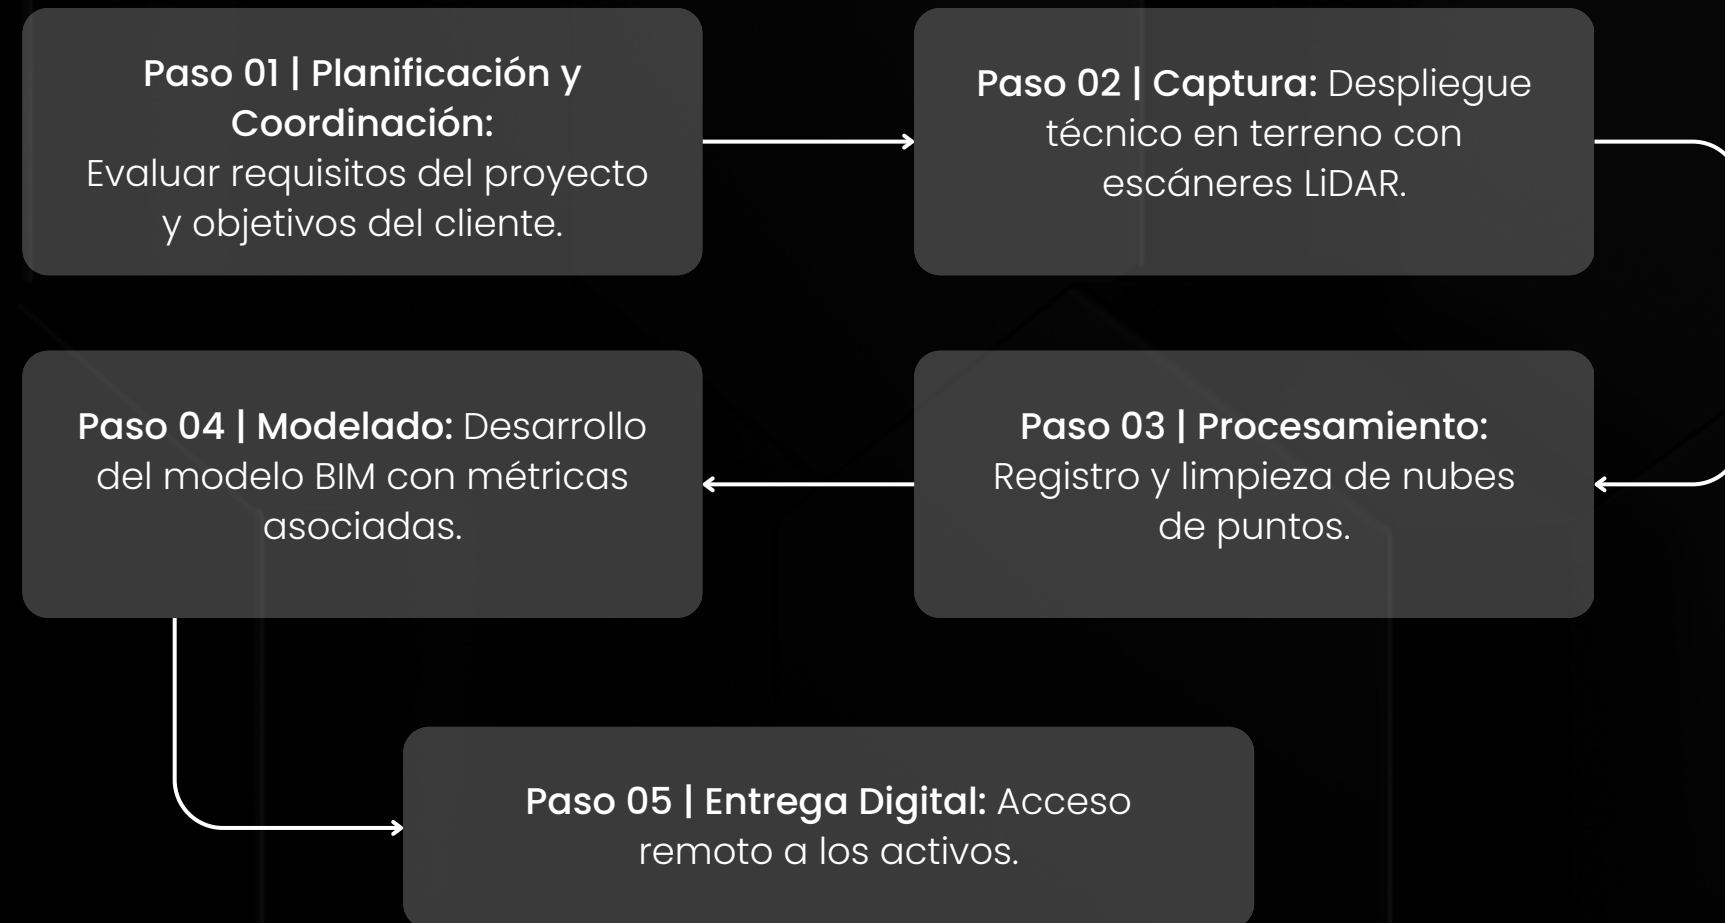 Paso 01 | Planificación y
Coordinación:
Evaluar requisitos del proyecto
y objetivos del cliente.
Paso 02 | Captura: Despliegue
técnico en terreno con
escáneres LiDAR.
Paso 03 | Procesamiento:
Registro y limpieza de nubes
de puntos.
Paso 04 | Modelado: Desarrollo
del modelo BIM con métricas
asociadas.
Paso 05 | Entrega Digital: Acceso
remoto a los activos.